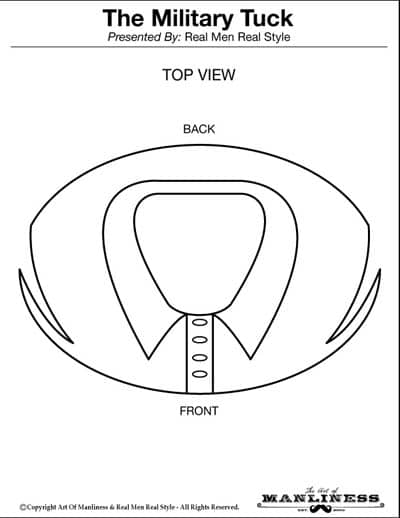 The Military Tuck
Presented By: Real Men Real Style
TOP VIEW
BACK
FRONT
The Art of
MANLINESS
©Copyright Art Of Manliness & Real Men Real Style - All Rights Reserved.